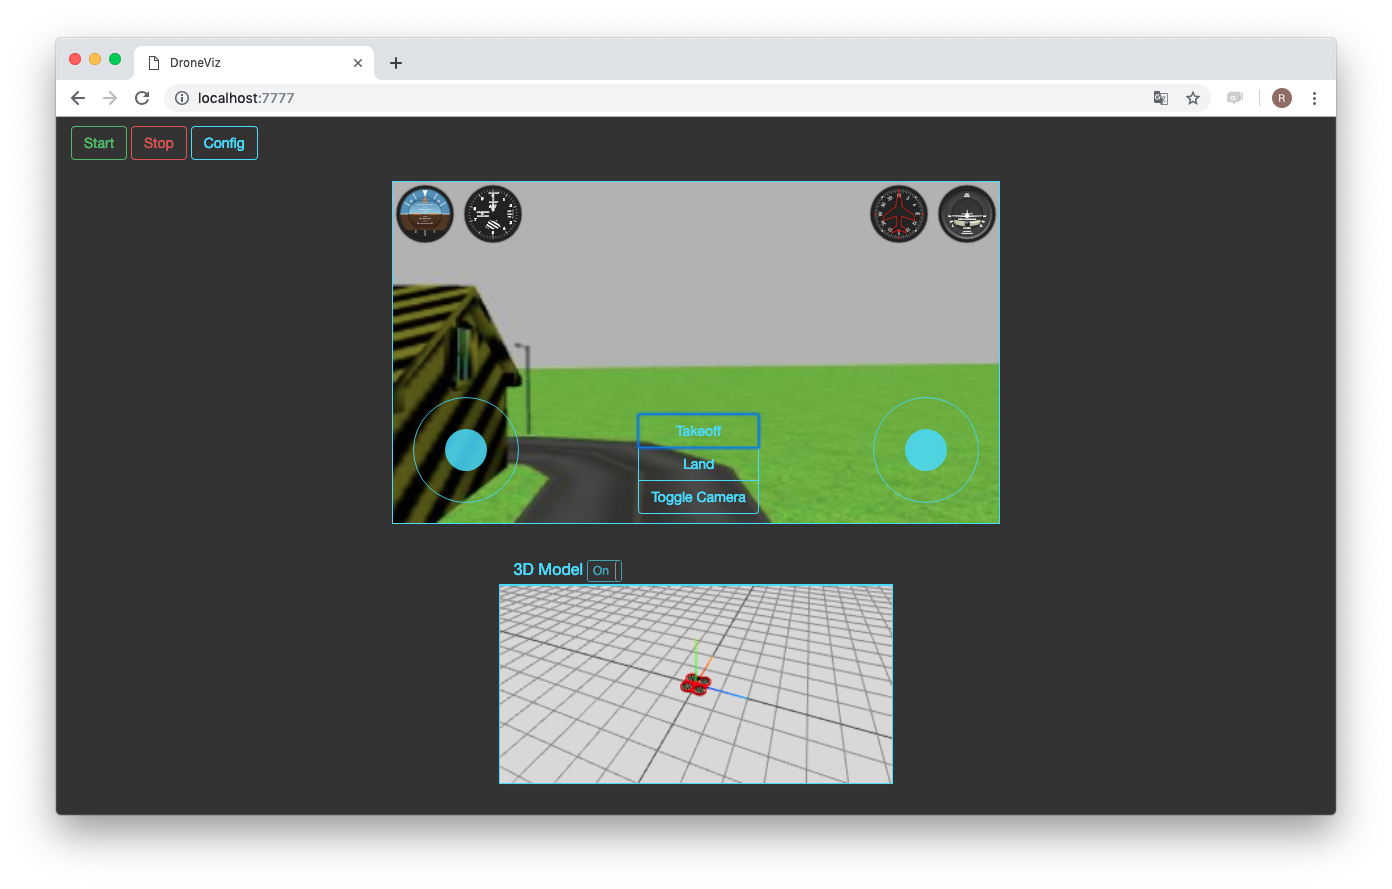 DroneViz
localhost:7777
R
Start
Stop
Config
Takeoff
Land
Toggle Camera
3D Model On